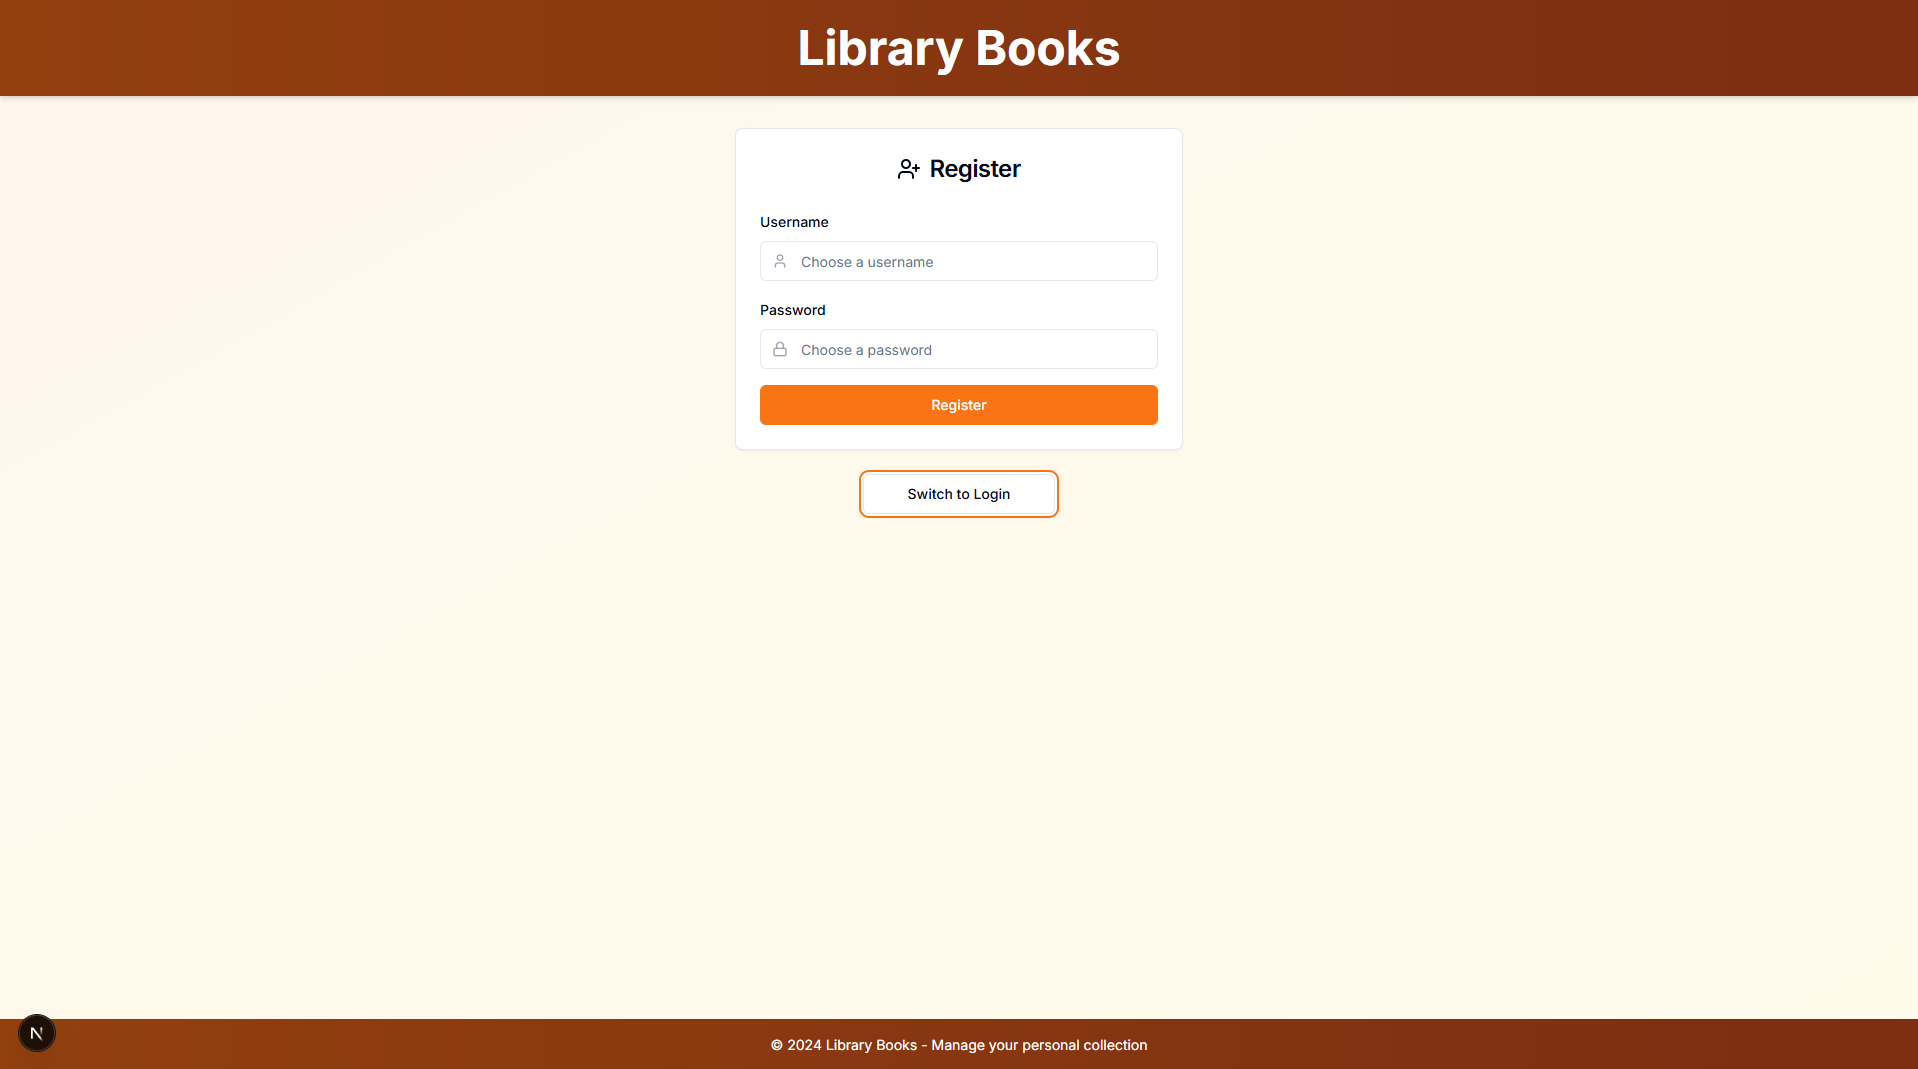 Library Books
Register
Username
Choose a username
Password
Choose a password
Register
Switch to Login
N
© 2024 Library Books - Manage your personal collection